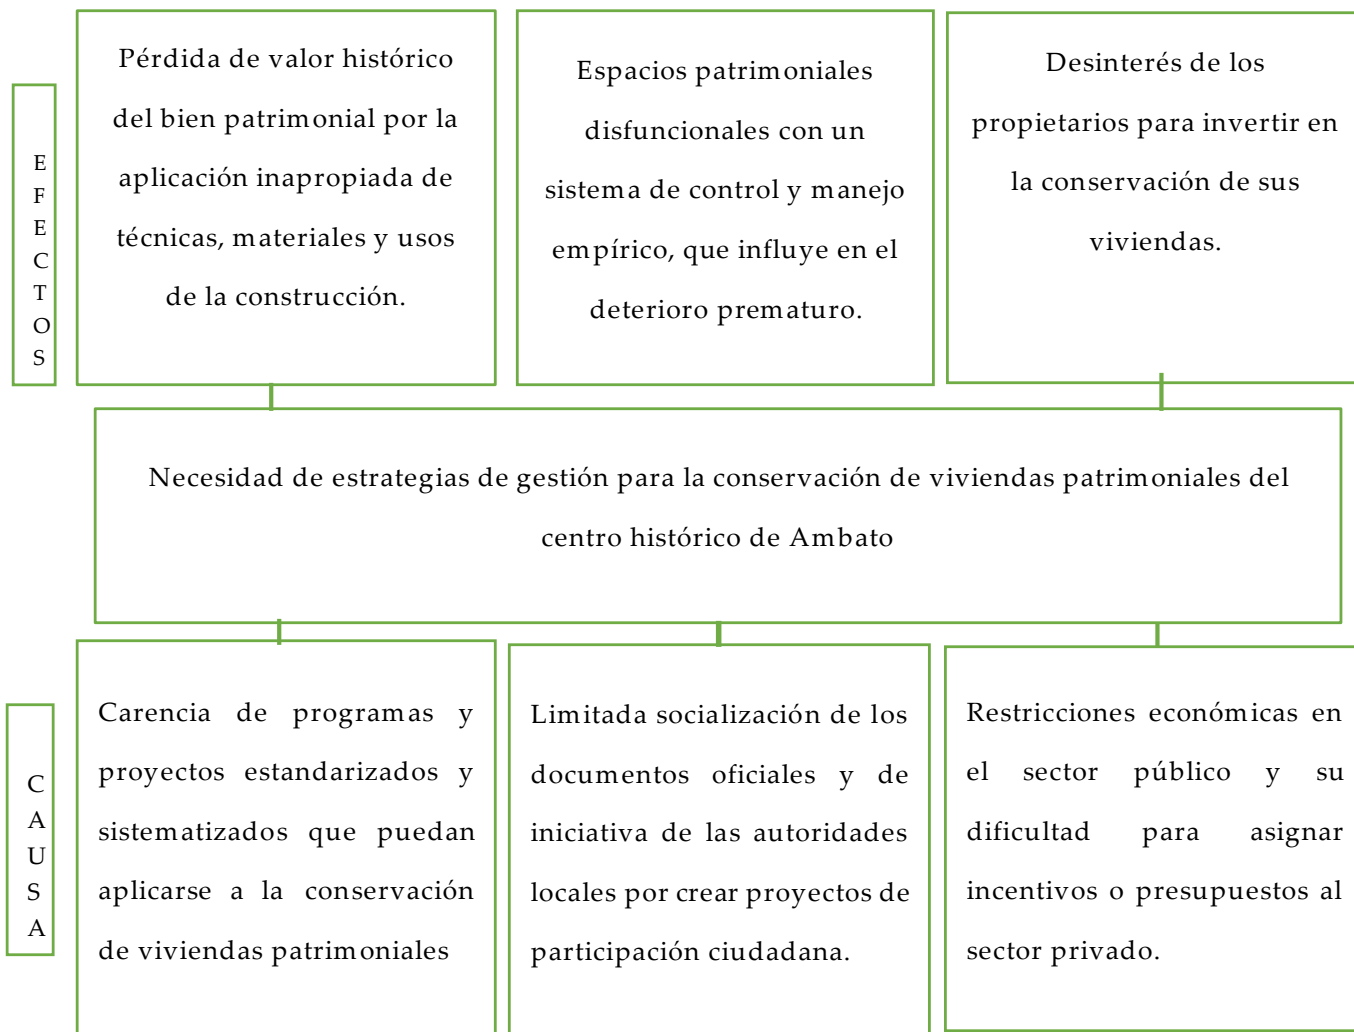 E
F
E
C
T
O
S
Pérdida de valor histórico
del bien patrimonial por la
aplicación inapropiada de
técnicas, materiales y usos
de la construcción.
Espacios patrimoniales
disfuncionales con un
sistema de control y manejo
empírico, que influye en el
deterioro prematuro.
Desinterés de los
propietarios para invertir en
la conservación de sus
viviendas.
Necesidad de estrategias de gestión para la conservación de viviendas patrimoniales del
centro histórico de Ambato
C
A
U
S
A
Carencia de programas y
proyectos estandarizados y
sistematizados que puedan
aplicarse a la conservación
de viviendas patrimoniales
Limitada socialización de los
documentos oficiales y de
iniciativa de las autoridades
locales por crear proyectos de
participación ciudadana.
Restricciones económicas en
el sector público y su
dificultad para asignar
incentivos o presupuestos al
sector privado.